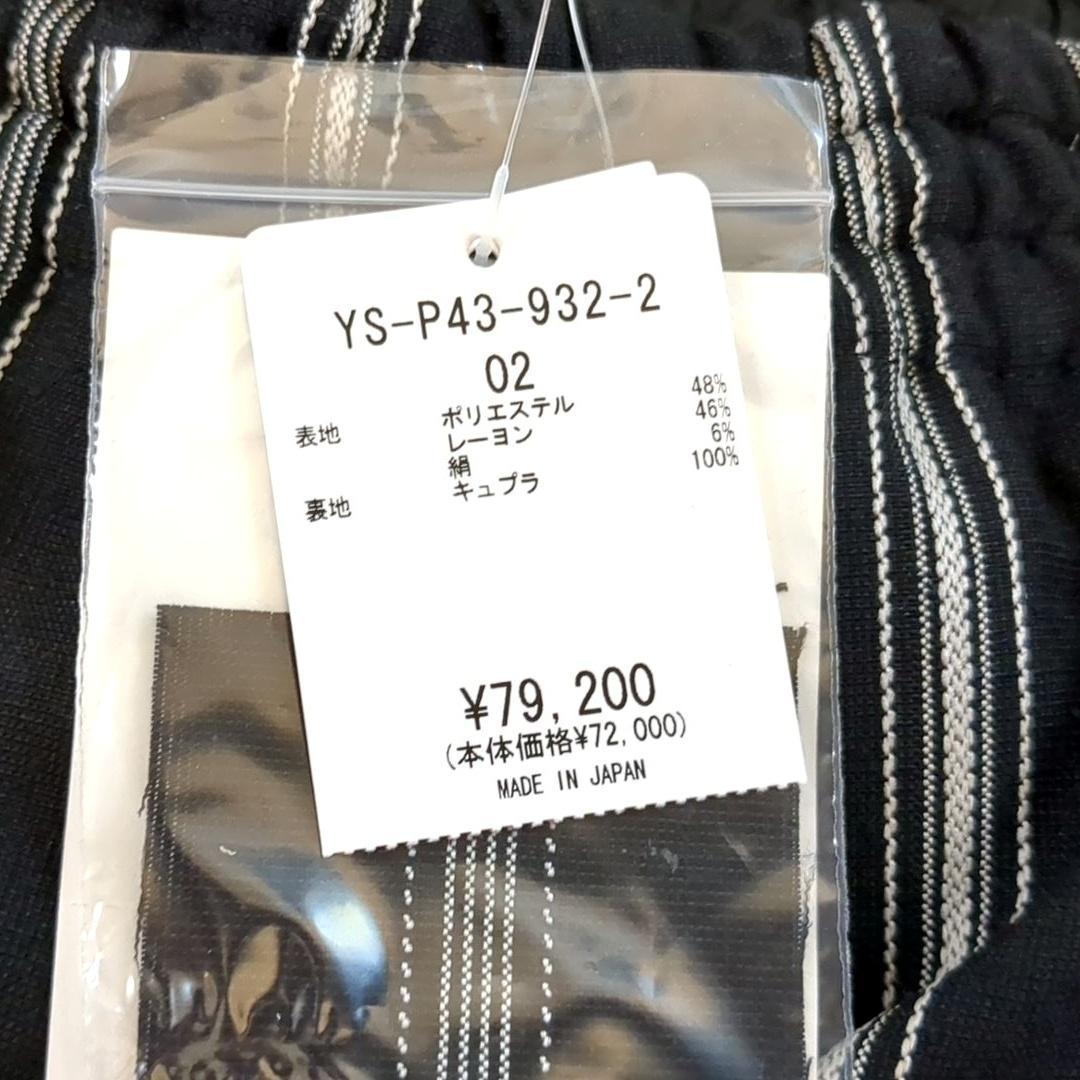 YS-P43-932-2
02
表地 ポリエステル 48%
レーヨン 46%
絹 6%
裏地 キュプラ 100%
¥79,200
(本体価格¥72,000)
MADE IN JAPAN